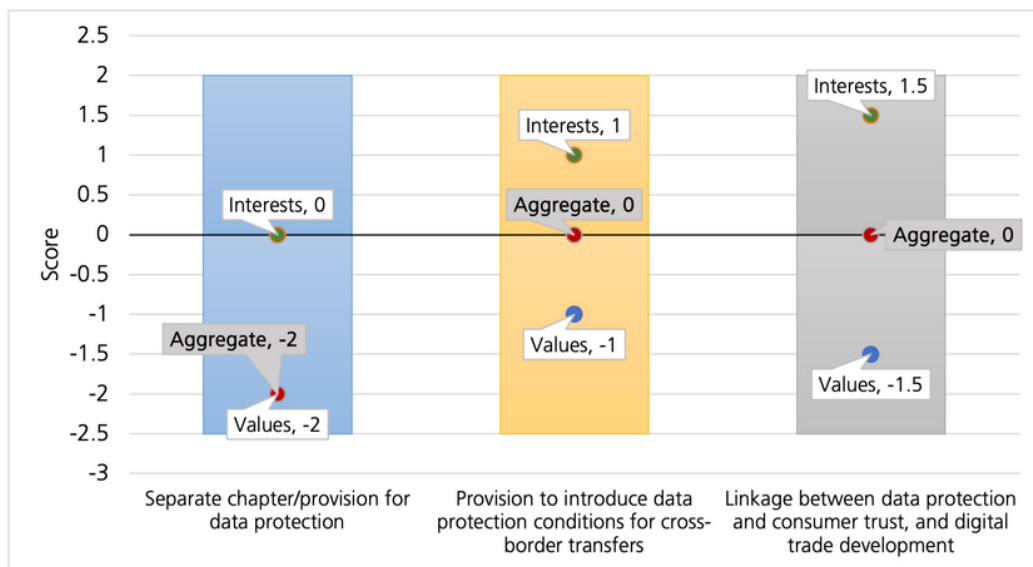 2.5
2
1.5
1
0.5
0
-0.5
-1
-1.5
-2
-2.5
-3
Score
Interests, 0
Aggregate, -2
Values, -2
Interests, 1
Aggregate, 0
Values, -1
Interests, 1.5
Aggregate, 0
Values, -1.5
Separate chapter/provision for
data protection
Provision to introduce data
protection conditions for cross-
border transfers
Linkage between data protection
and consumer trust, and digital
trade development